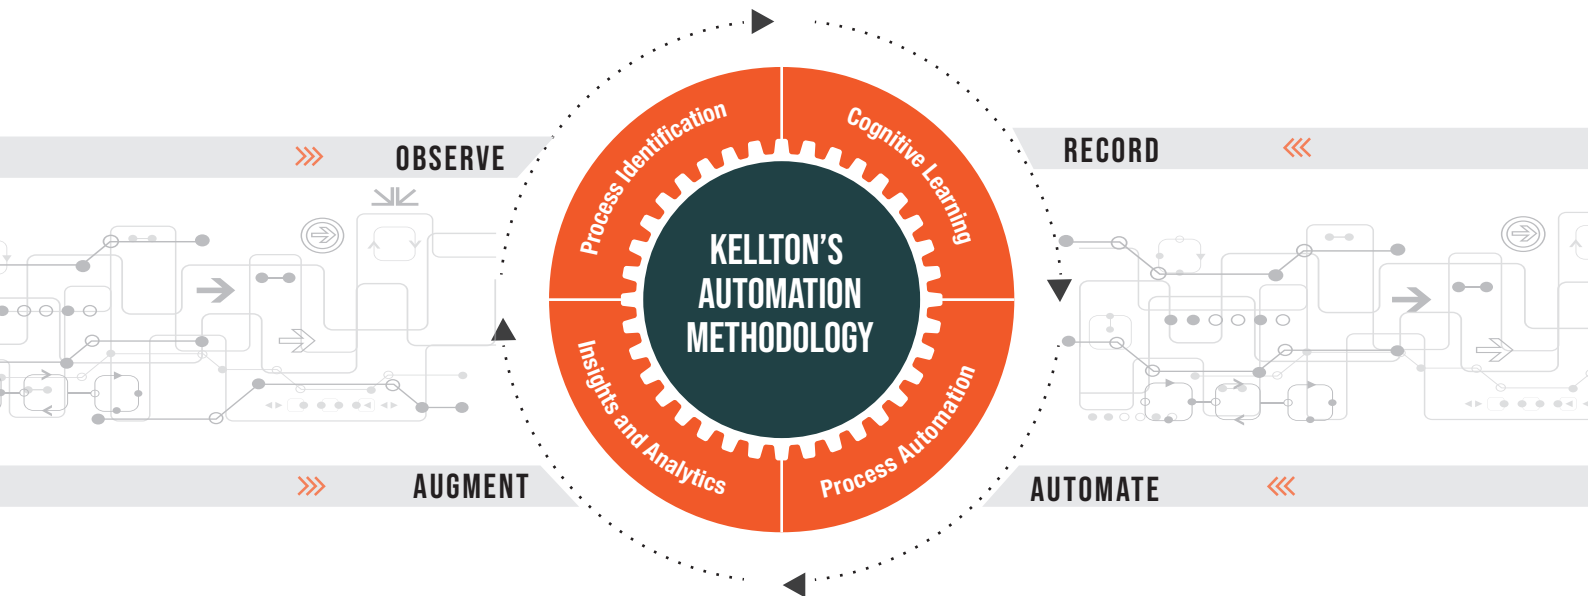 OBSERVE
RECORD
Process Identification
Cognitive Learning
KELLTON'S
AUTOMATION
METHODOLOGY
Insights and Analytics
Process Automation
AUGMENT
AUTOMATE